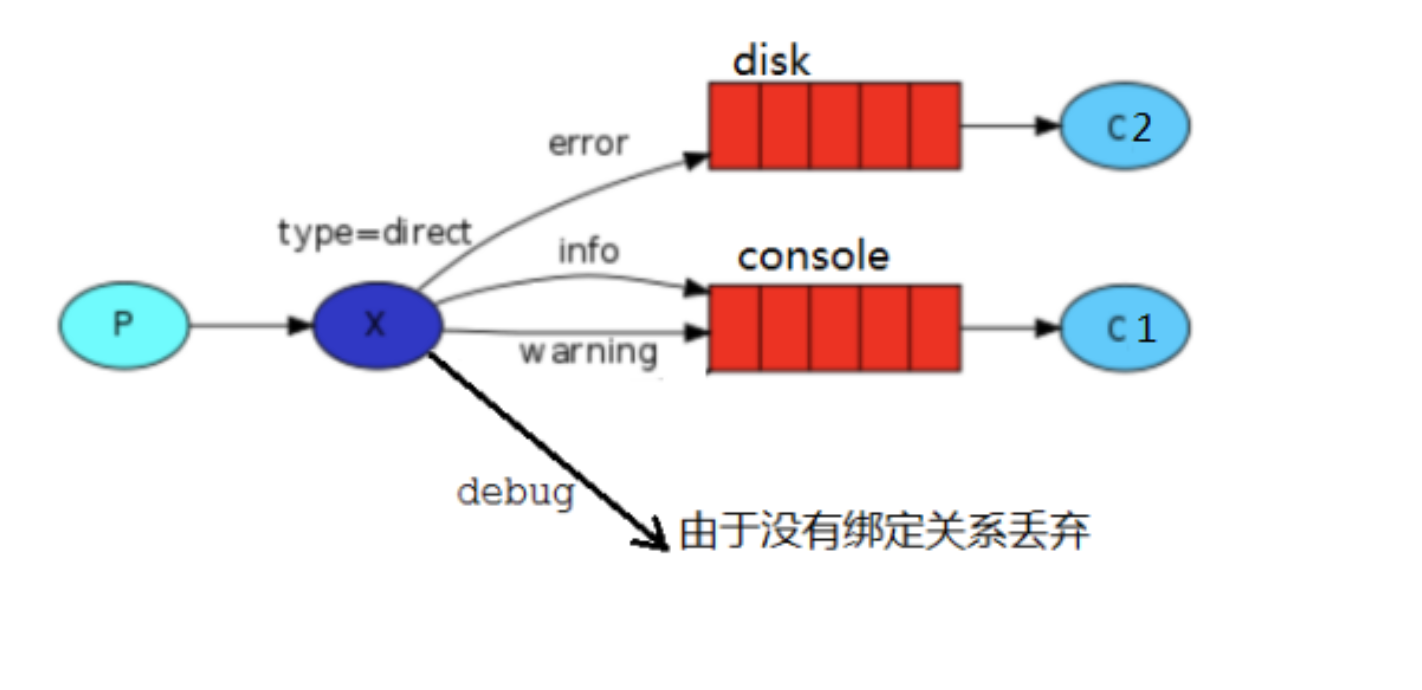 disk
C2
error
type=direct
info
console
P
X
C1
warning
debug
由于没有绑定关系丢弃